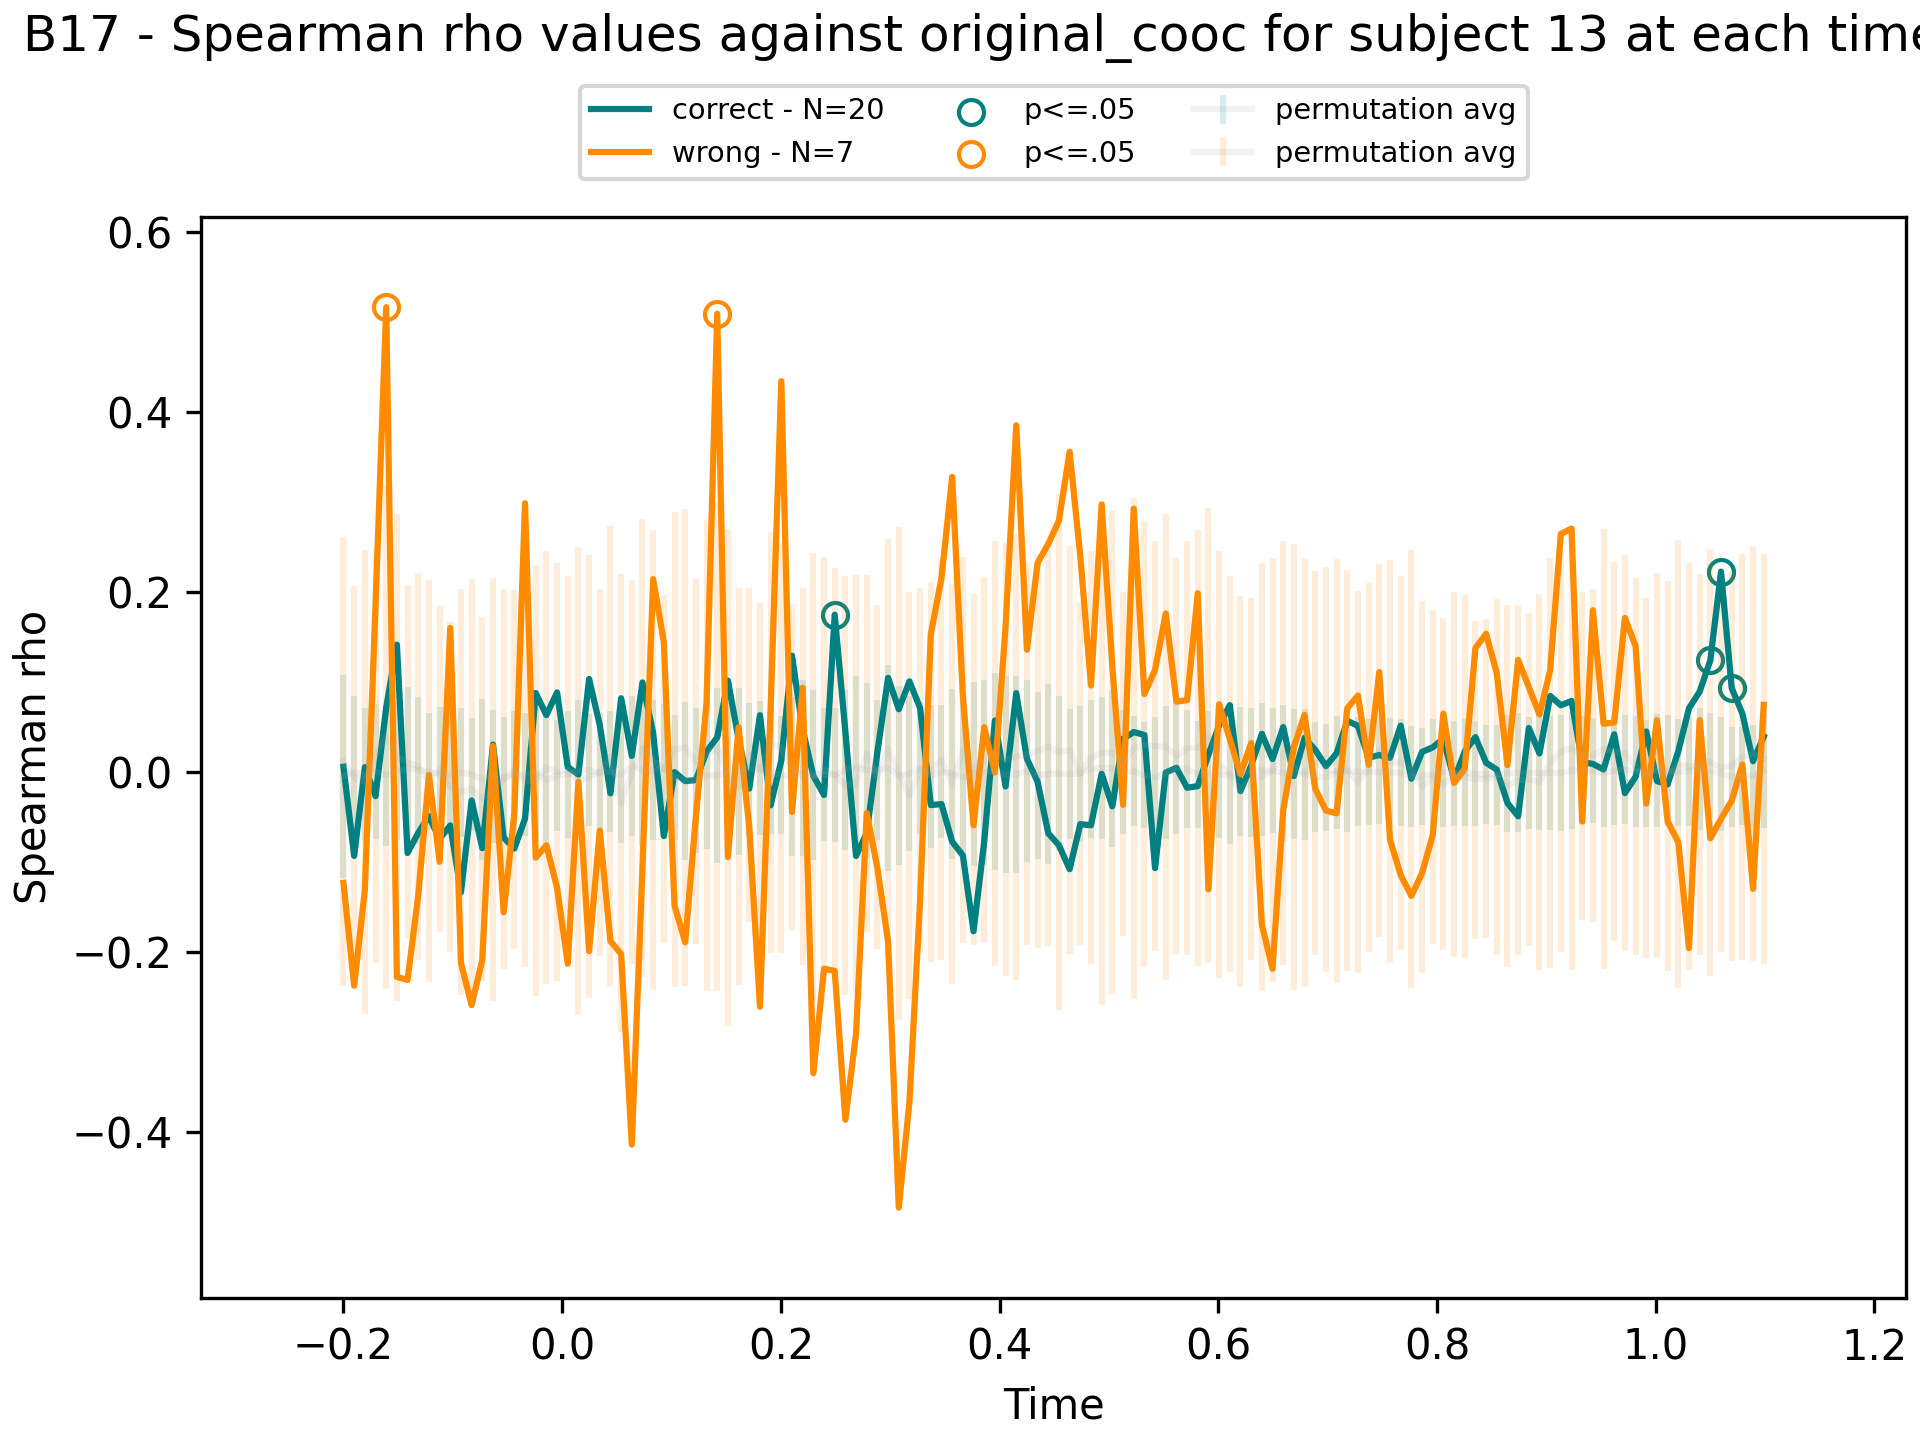 B17 - Spearman rho values against original_cooc for subject 13 at each time
correct - N=20 p<=.05 permutation avg
wrong - N=7 p<=.05 permutation avg
0.6
0.4
0.2
0.0
−0.2
−0.4
Spearman rho
−0.2 0.0 0.2 0.4 0.6 0.8 1.0 1.2
Time